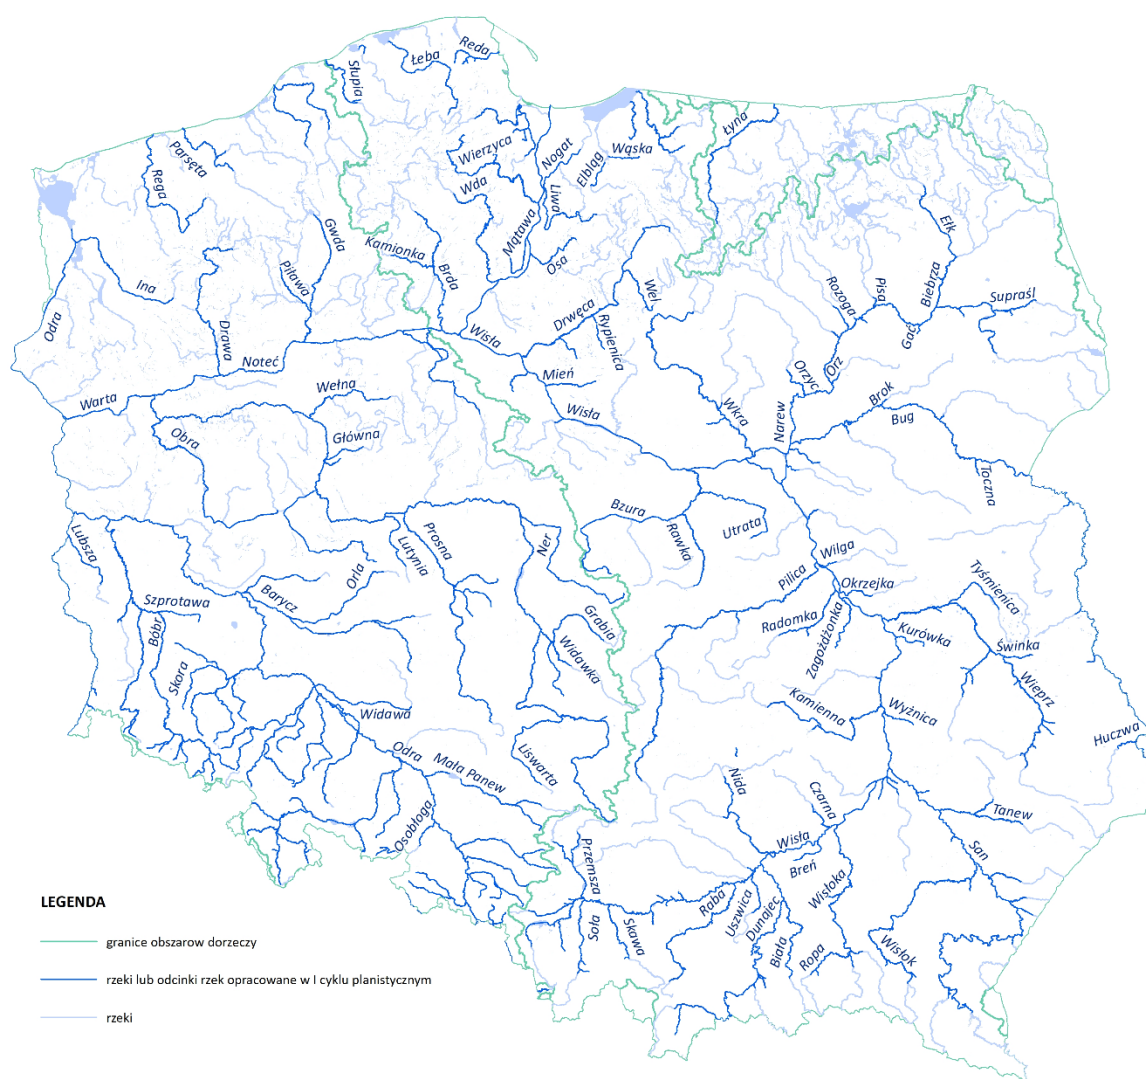 Reda
Łeba
Słupia
Łyna
Wierzyca
Nogat
Wąska
Parsęta
Elbląg
Rega
Wda
Liwa
Ełk
Gwda
Mątawa
Kamionka
Osa
Brda
Piława
Wel
Rozoga
Pisa
Biebrza
Supraśl
Ina
Odra
Drawa
Wisła
Drwęca
Rypienica
Gać
Noteć
Mień
Orzyc
Orz
Wełna
Warta
Wisła
Wkra
Narew
Brok
Bug
Obra
Główna
Toczna
Bzura
Utrata
Rawka
Lubsza
Prosna
Lutynia
Ner
Wilga
Pilica
Okrzejka
Tyśmienica
Orla
Barycz
Szprotawa
Bóbr
Grabia
Radomka
Zagożdżonka
Kurówka
Świnka
Widawka
Skora
Wieprz
Kamienna
Wyżnica
Widawa
Huczwa
Odra
Mała Panew
Liswarta
Nida
Czarna
Osobłoga
Tanew
Wisła
Przemsza
Breń
San
Wisłoka
Raba
Uszwica
Dunajec
Soła
Skawa
Biała
Ropa
Wisłok
LEGENDA
granice obszarow dorzeczy
rzeki lub odcinki rzek opracowane w I cyklu planistycznym
rzeki